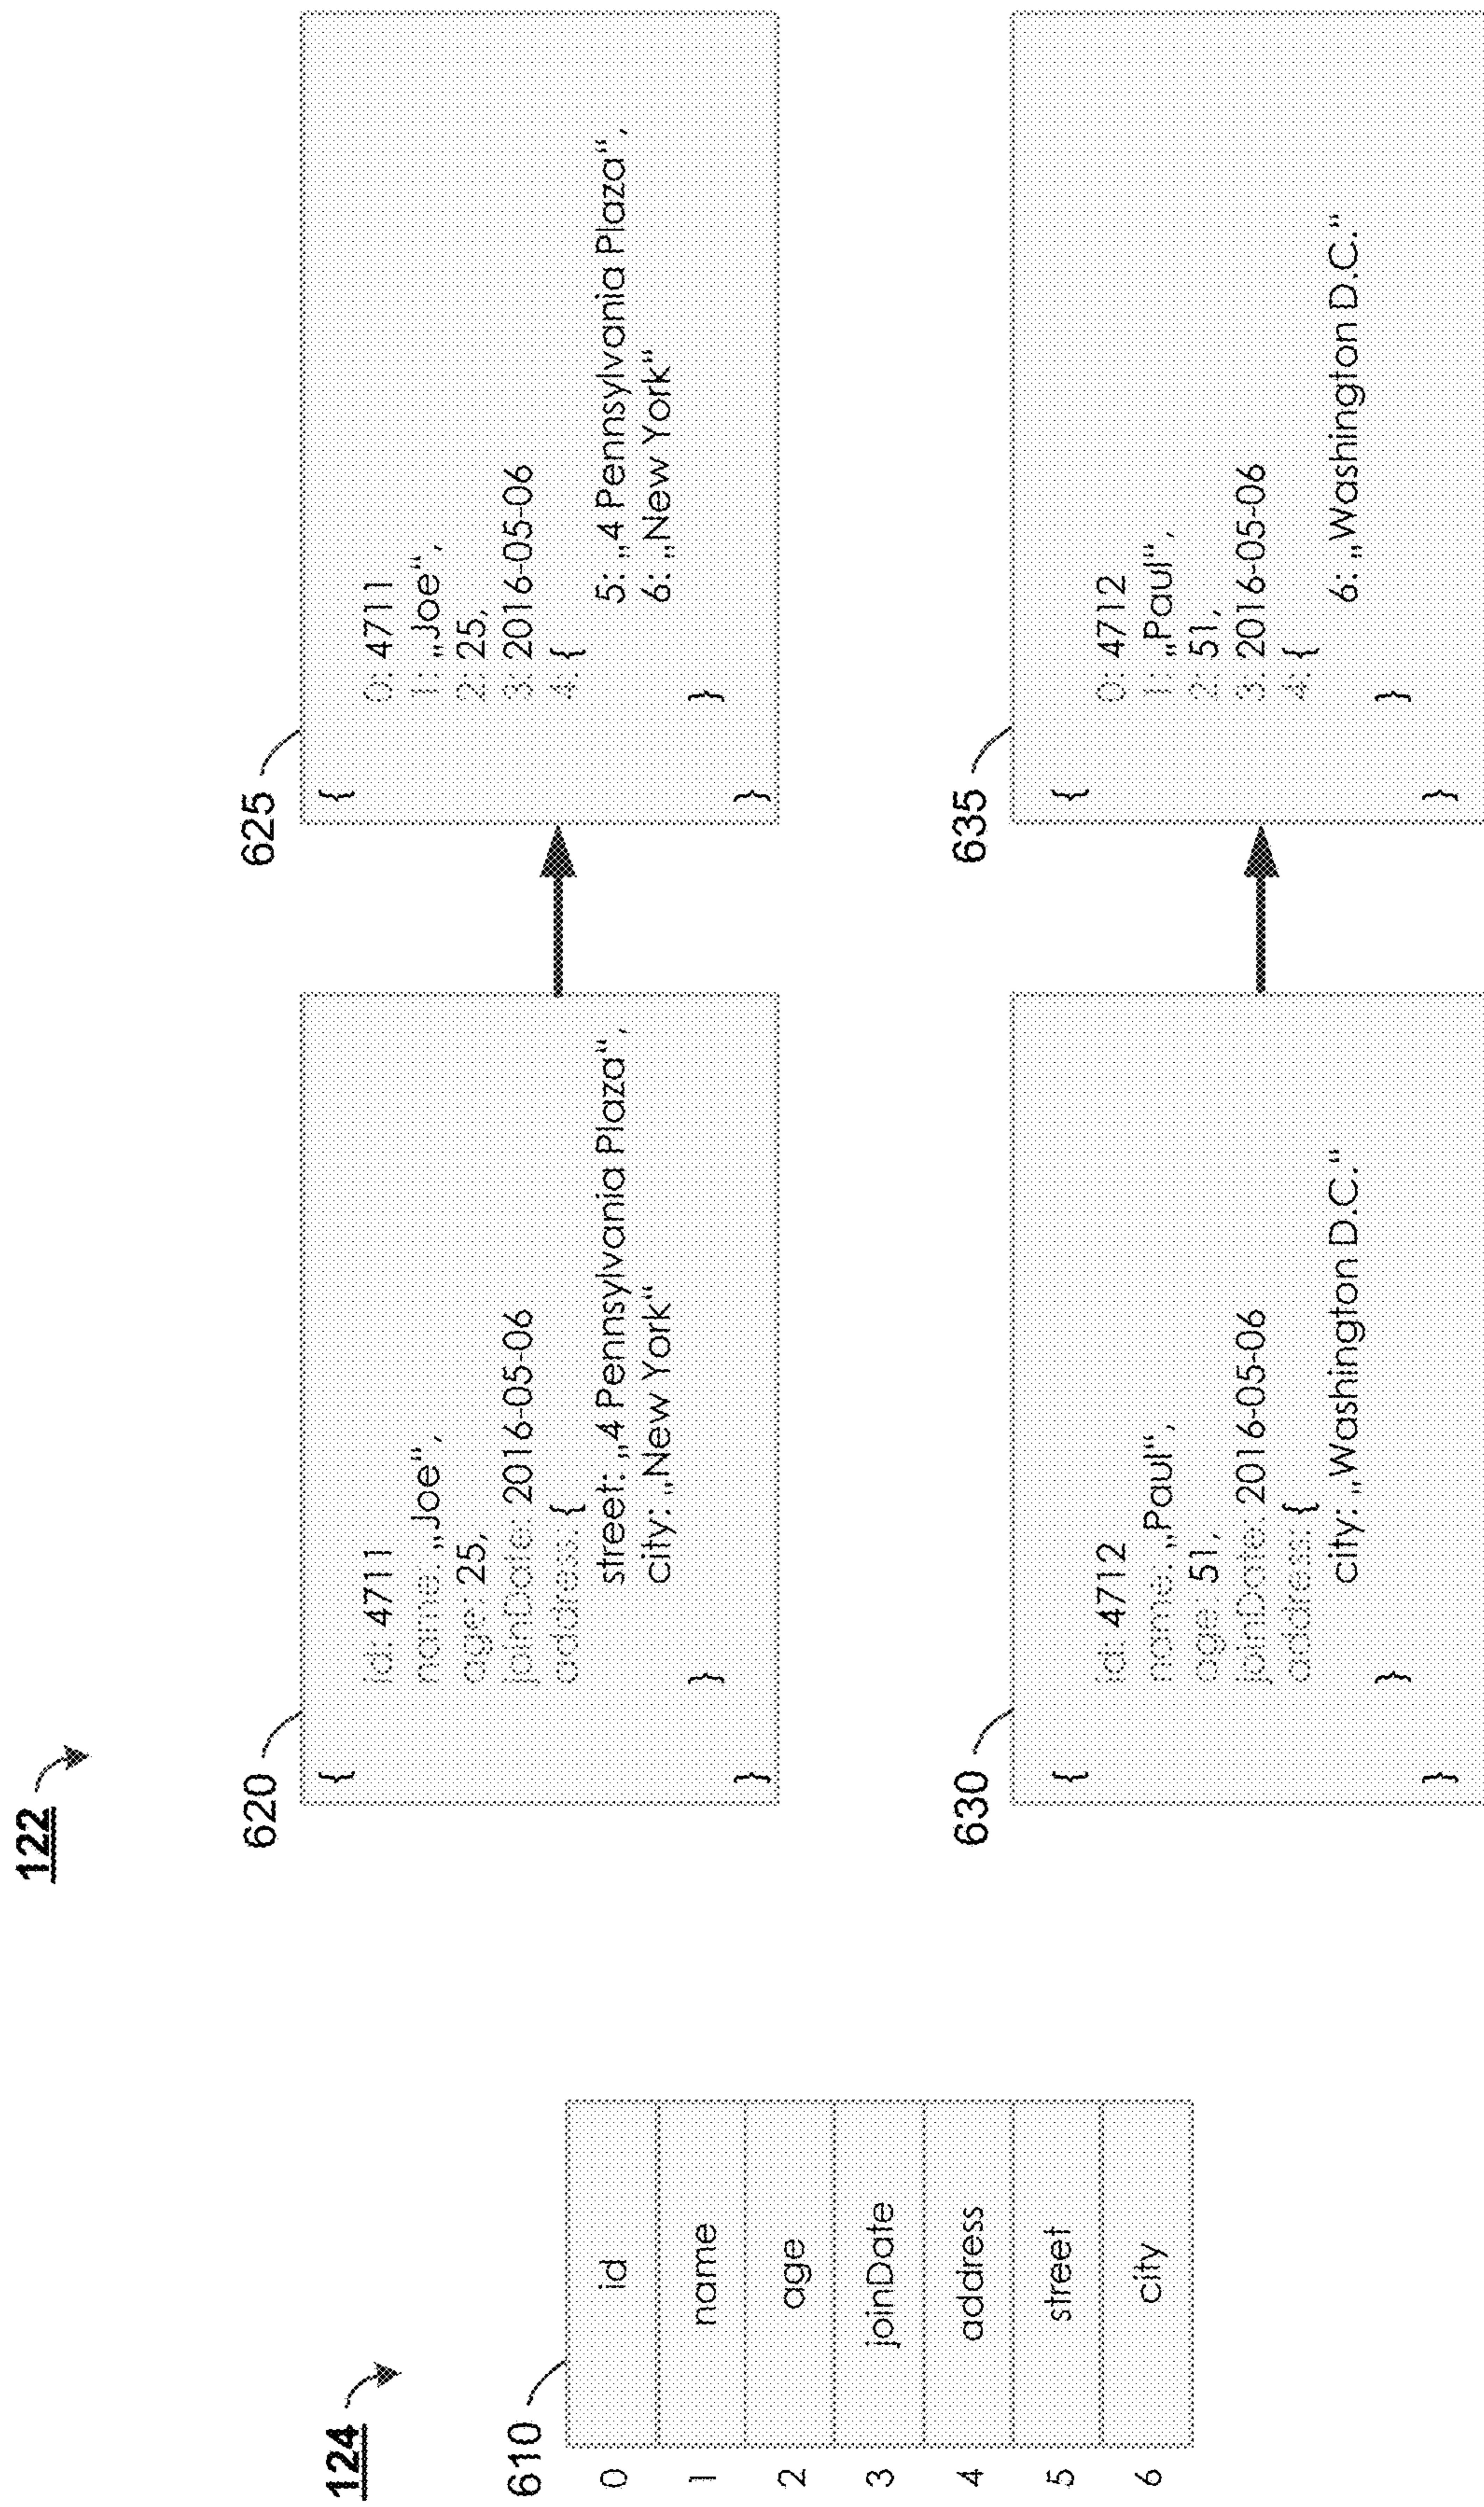 122
124
610
0 id
1 name
2 age
3 joinDate
4 address
5 street
6 city
620
{
id: 4711
name: „Joe“,
age: 25,
joinDate: 2016-05-06
address: {
street: „4 Pennsylvania Plaza“,
city: „New York“
}
}
625
{
0: 4711
1: „Joe“,
2: 25,
3: 2016-05-06
4: {
5: „4 Pennsylvania Plaza“,
6: „New York“
}
}
630
{
id: 4712
name: „Paul“,
age: 51,
joinDate: 2016-05-06
address: {
city: „Washington D.C.“
}
}
635
{
0: 4712
1: „Paul“,
2: 51,
3: 2016-05-06
4: {
6: „Washington D.C.“
}
}